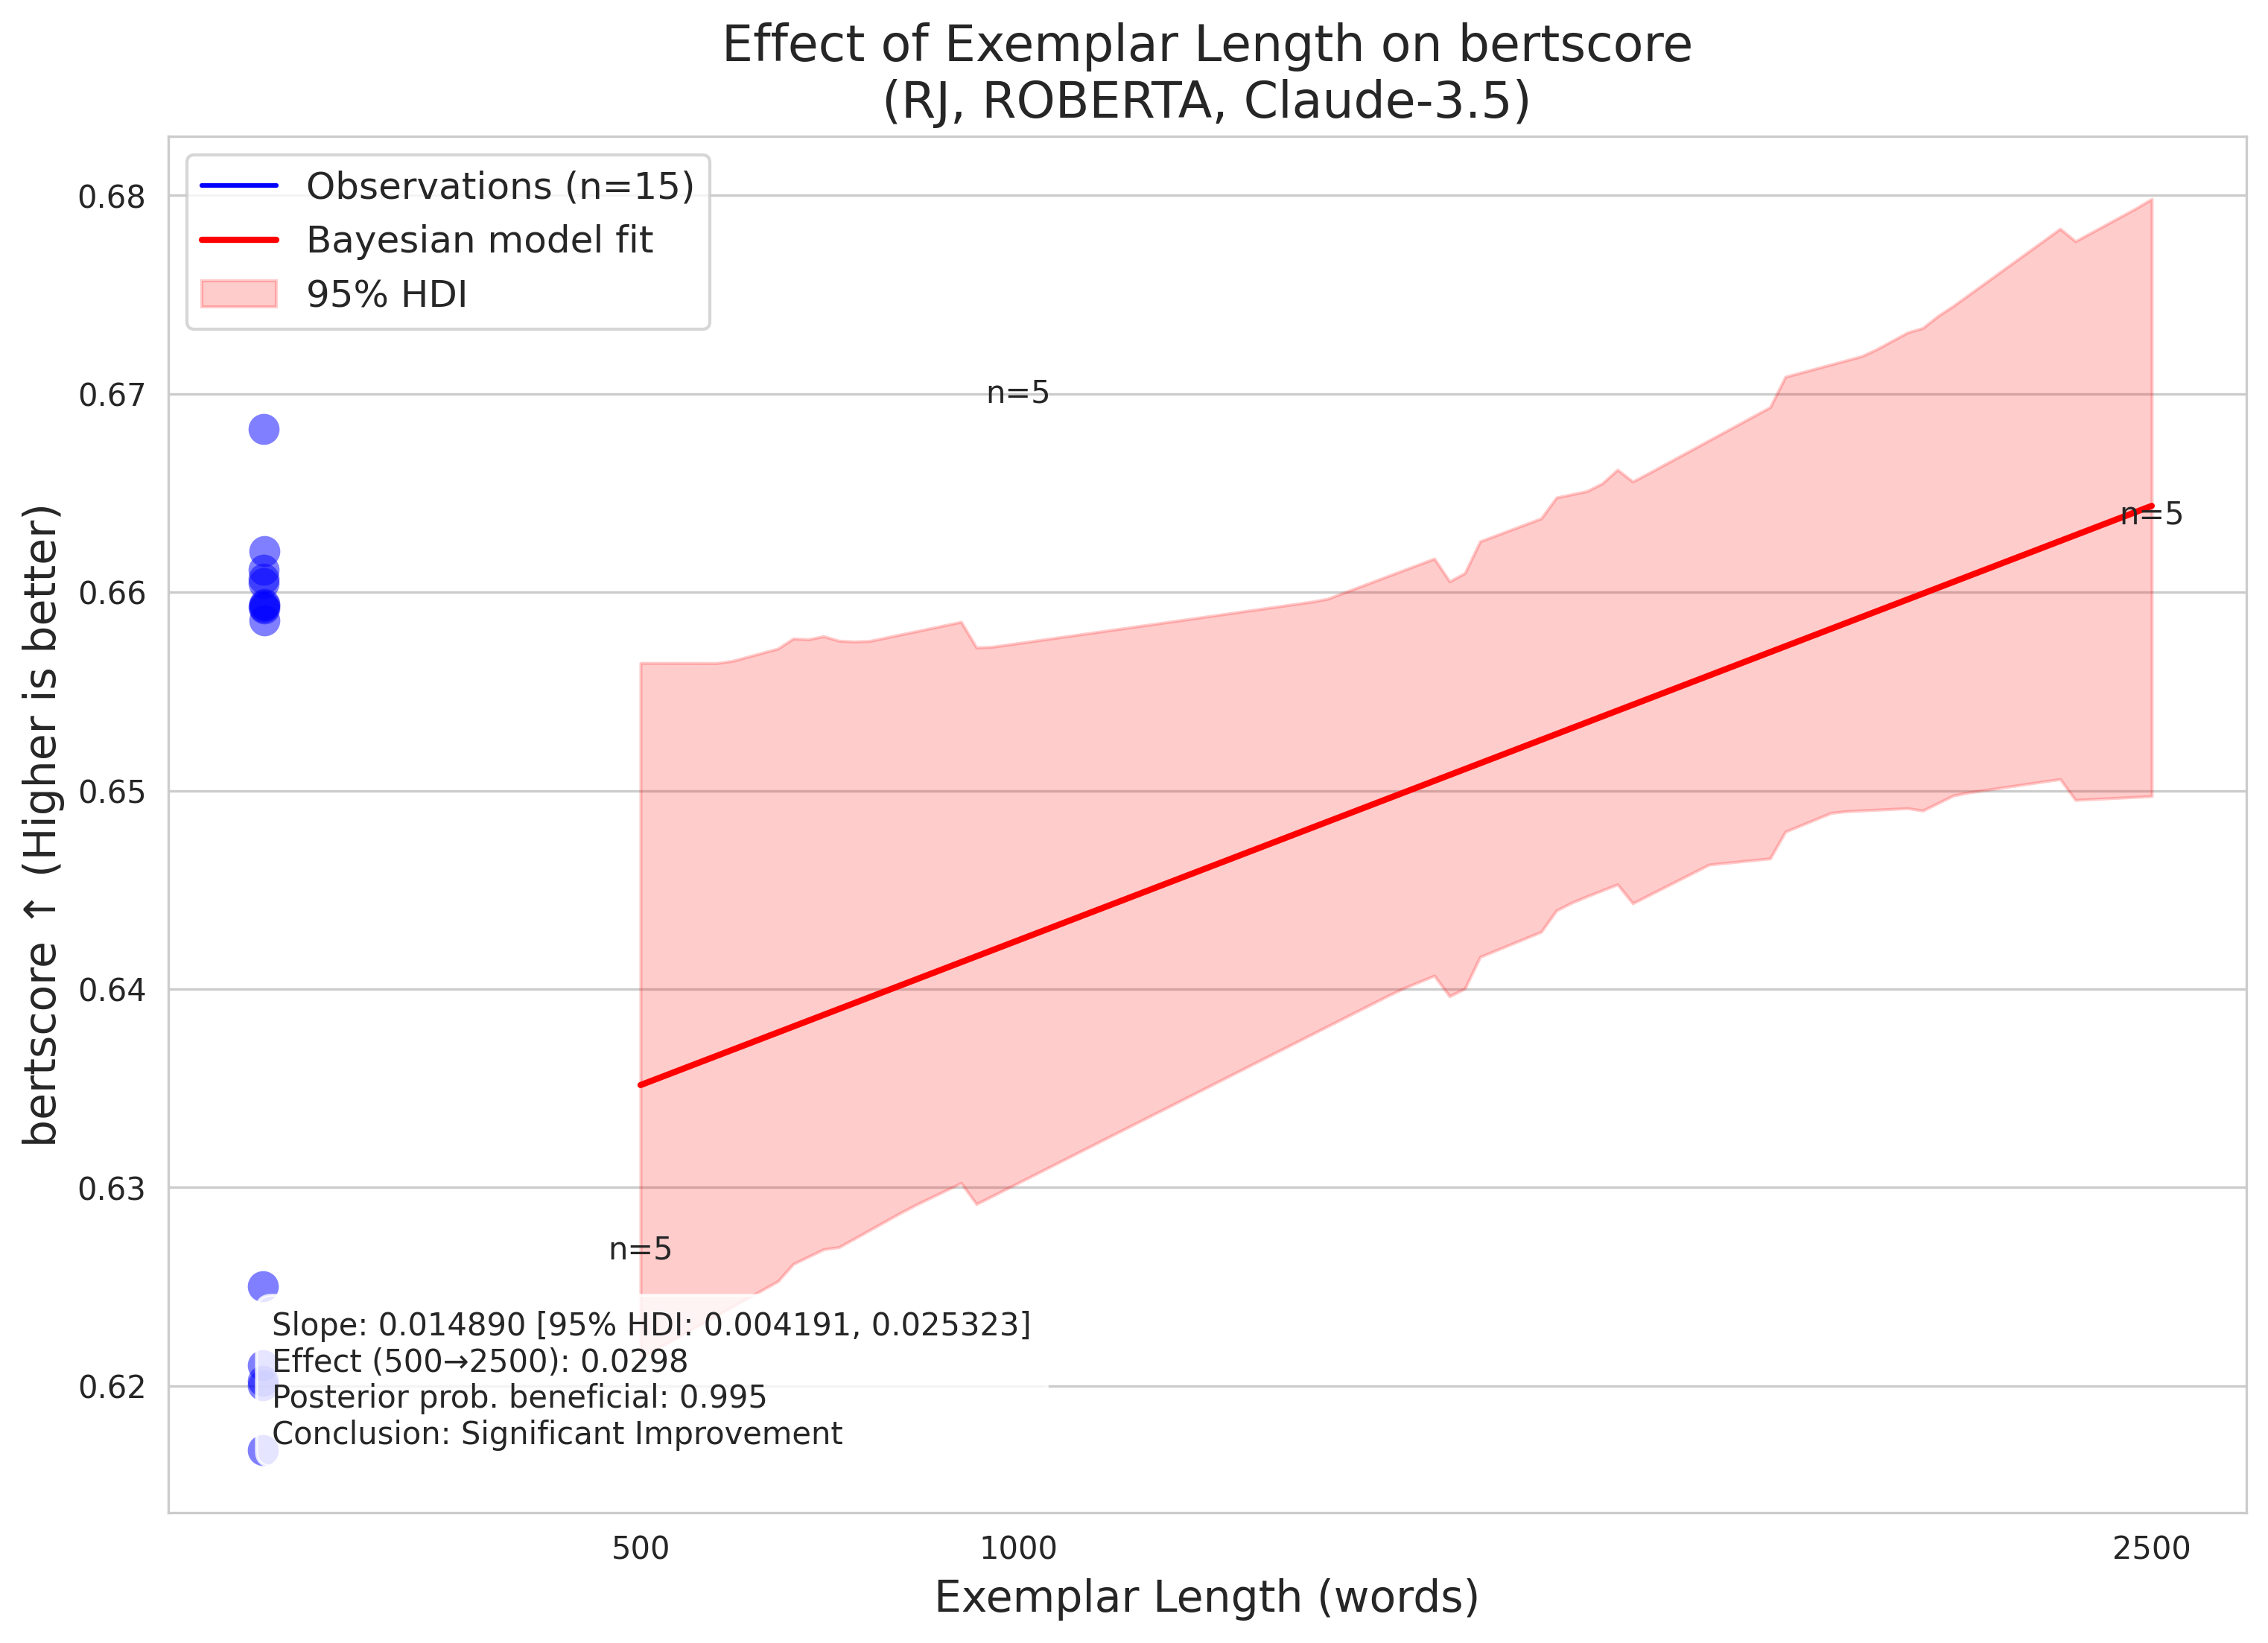 Effect of Exemplar Length on bertscore
(RJ, ROBERTA, Claude-3.5)
Observations (n=15)
Bayesian model fit
95% HDI
bertscore ↑ (Higher is better)
0.68
0.67
0.66
0.65
0.64
0.63
0.62
n=5
n=5
n=5
Slope: 0.014890 [95% HDI: 0.004191, 0.025323]
Effect (500→2500): 0.0298
Posterior prob. beneficial: 0.995
Conclusion: Significant Improvement
500
1000
2500
Exemplar Length (words)